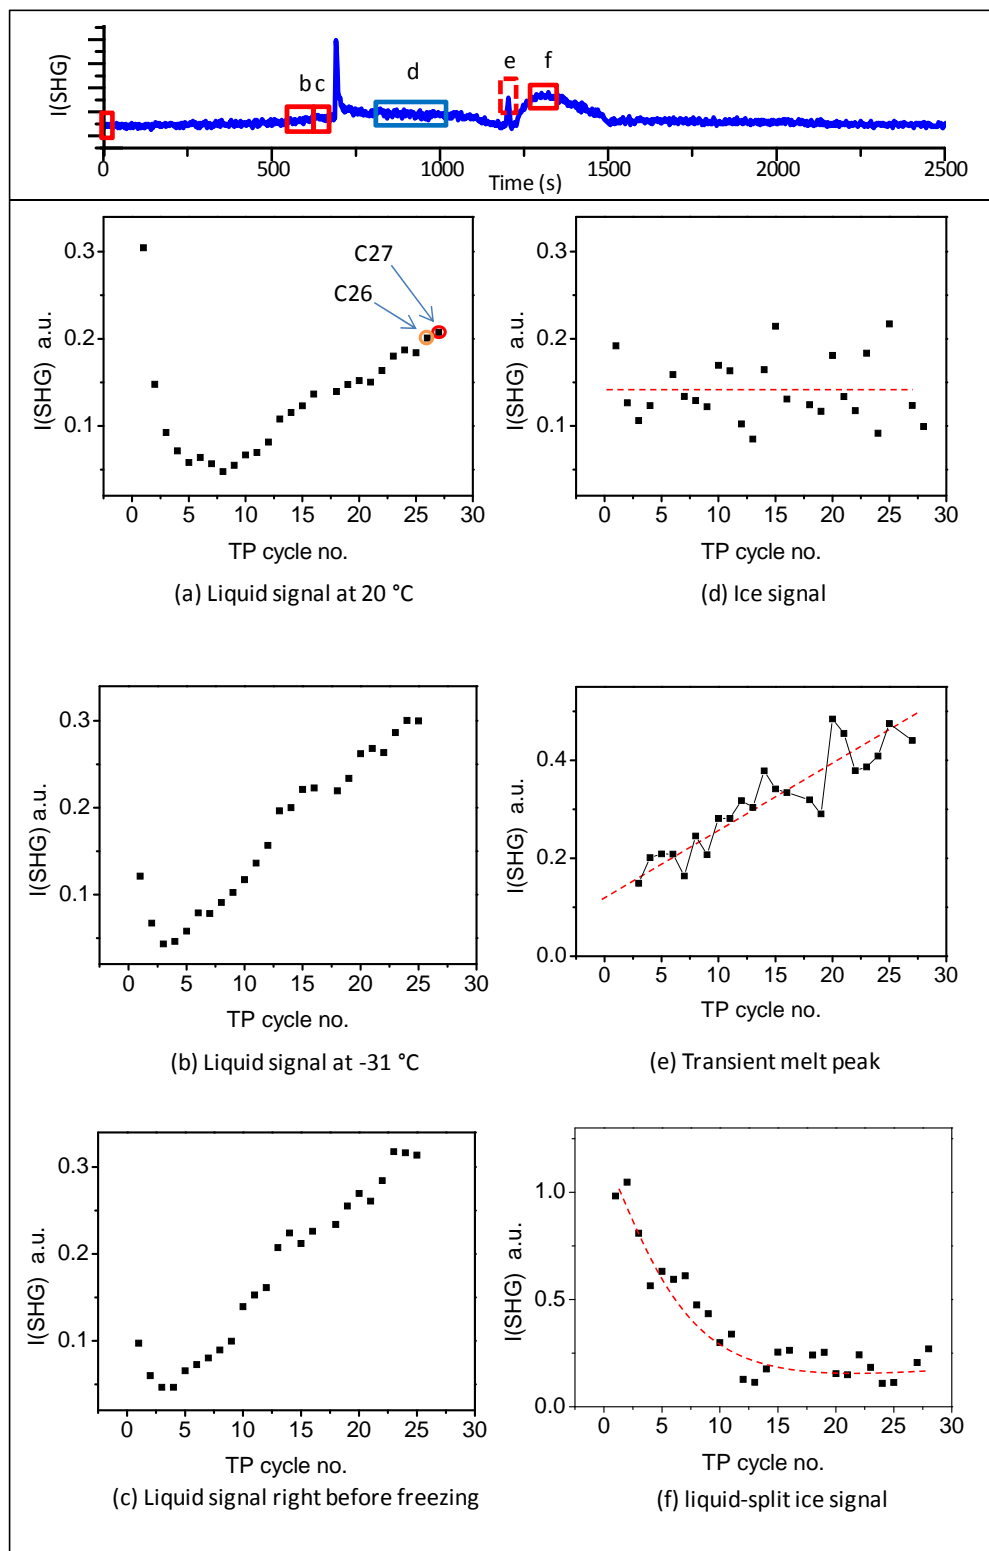 I(SHG)
b c
d
e
f
0
500
1000
1500
2000
2500
Time (s)
0.3
0.2
0.1
I(SHG) a.u.
C27
C26
0 5 10 15 20 25 30
TP cycle no.
(a) Liquid signal at 20 °C
0.3
0.2
0.1
I(SHG) a.u.
0 5 10 15 20 25 30
TP cycle no.
(d) Ice signal
0.3
0.2
0.1
I(SHG) a.u.
0 5 10 15 20 25 30
TP cycle no.
(b) Liquid signal at -31 °C
0.4
0.2
0.0
I(SHG) a.u.
0 5 10 15 20 25 30
TP cycle no.
(e) Transient melt peak
0.3
0.2
0.1
I(SHG) a.u.
0 5 10 15 20 25 30
TP cycle no.
(c) Liquid signal right before freezing
1.0
0.5
0.0
I(SHG) a.u.
0 5 10 15 20 25 30
TP cycle no.
(f) liquid-split ice signal